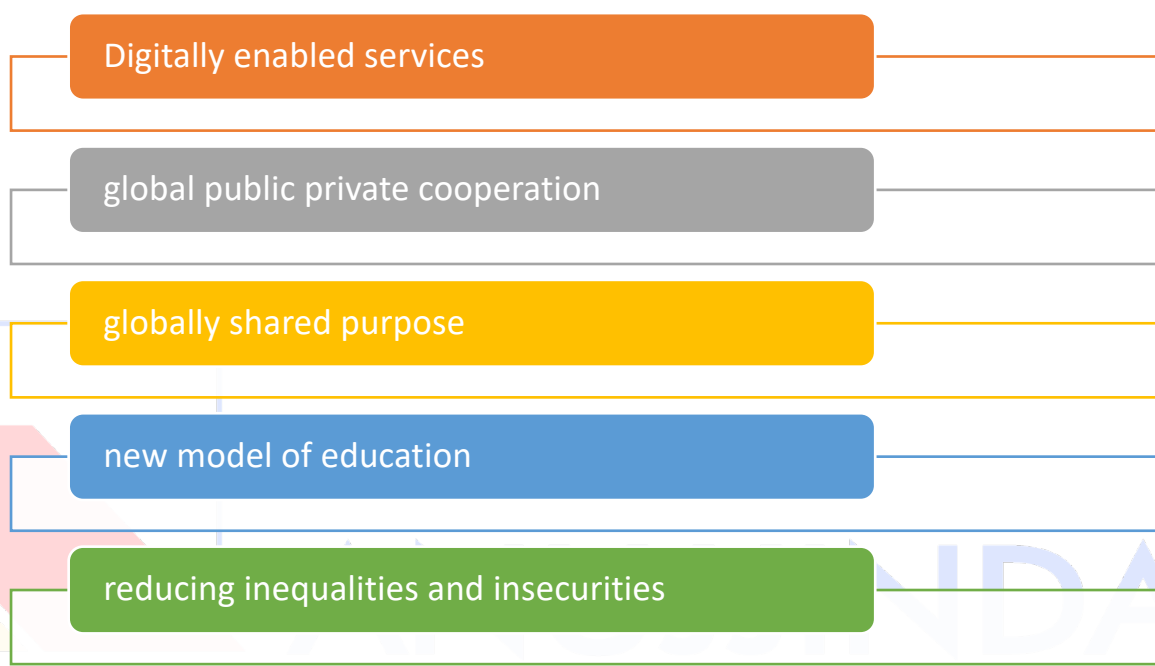 Digitally enabled services
global public private cooperation
globally shared purpose
new model of education
reducing inequalities and insecurities